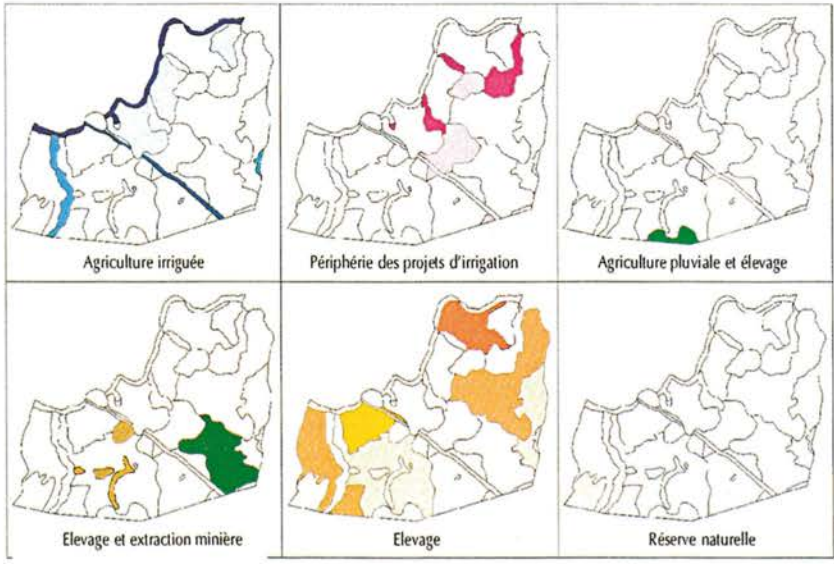 Agriculture irriguée
Périphérie des projets d'irrigation
Agriculture pluviale et élevage
Elevage et extraction minière
Elevage
Réserve naturelle